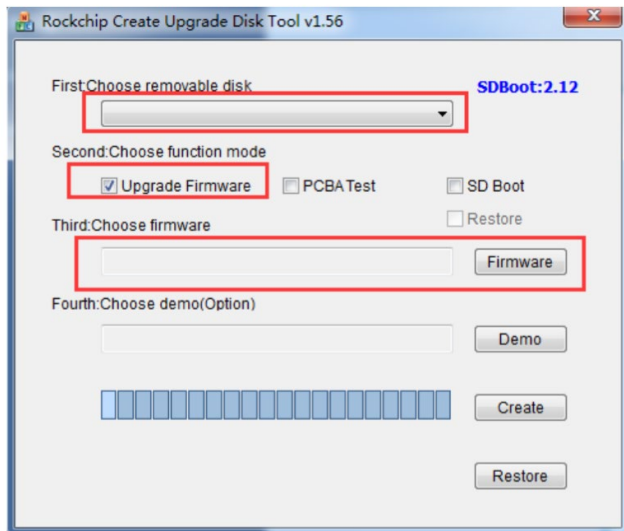 Rockchip Create Upgrade Disk Tool v1.56
x
First:Choose removable disk
SDBoot:2.12
Second:Choose function mode
Upgrade Firmware
PCBA Test
SD Boot
Restore
Third:Choose firmware
Firmware
Fourth:Choose demo(Option)
Demo
Create
Restore